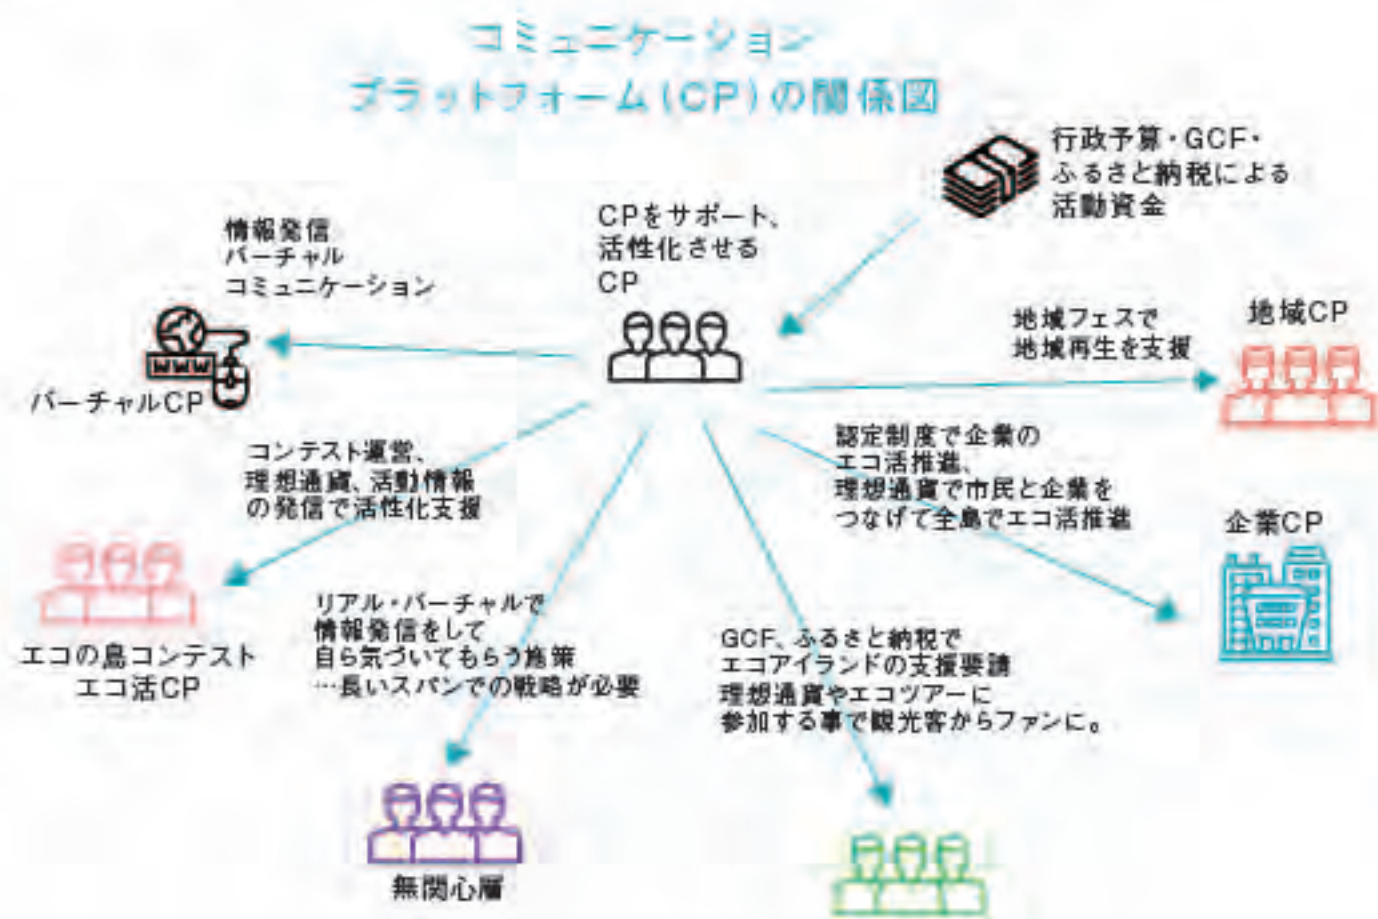 コミュニケーション
プラットフォーム(CP)の関係図
行政予算・GCF・
ふるさと納税による
活動資金
CPをサポート、
活性化させる
CP
情報発信
バーチャル
コミュニケーション
WWW
バーチャルCP
地域フェスで
地域再生を支援
地域CP
認定制度で企業の
エコ活推進、
理想通貨で市民と企業を
つなげて全島でエコ活推進
企業CP
コンテスト運営、
理想通貨、活動情報
の発信で活性化支援
エコの島コンテスト
エコ活CP
リアル・バーチャルで
情報発信をして
自ら気づいてもらう施策
…長いスパンでの戦略が必要
無関心層
GCF、ふるさと納税で
エコアイランドの支援要請
理想通貨やエコツアーに
参加する事で観光客からファンに。